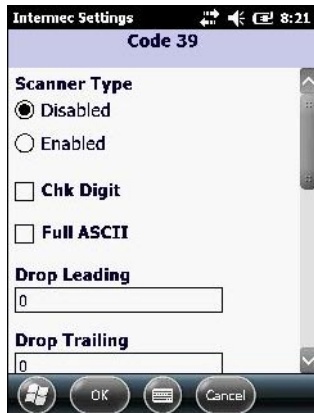 Intermec Settings 8:21
Code 39
Scanner Type
Disabled
Enabled
Chk Digit
Full ASCII
Drop Leading
0
Drop Trailing
0
OK Cancel